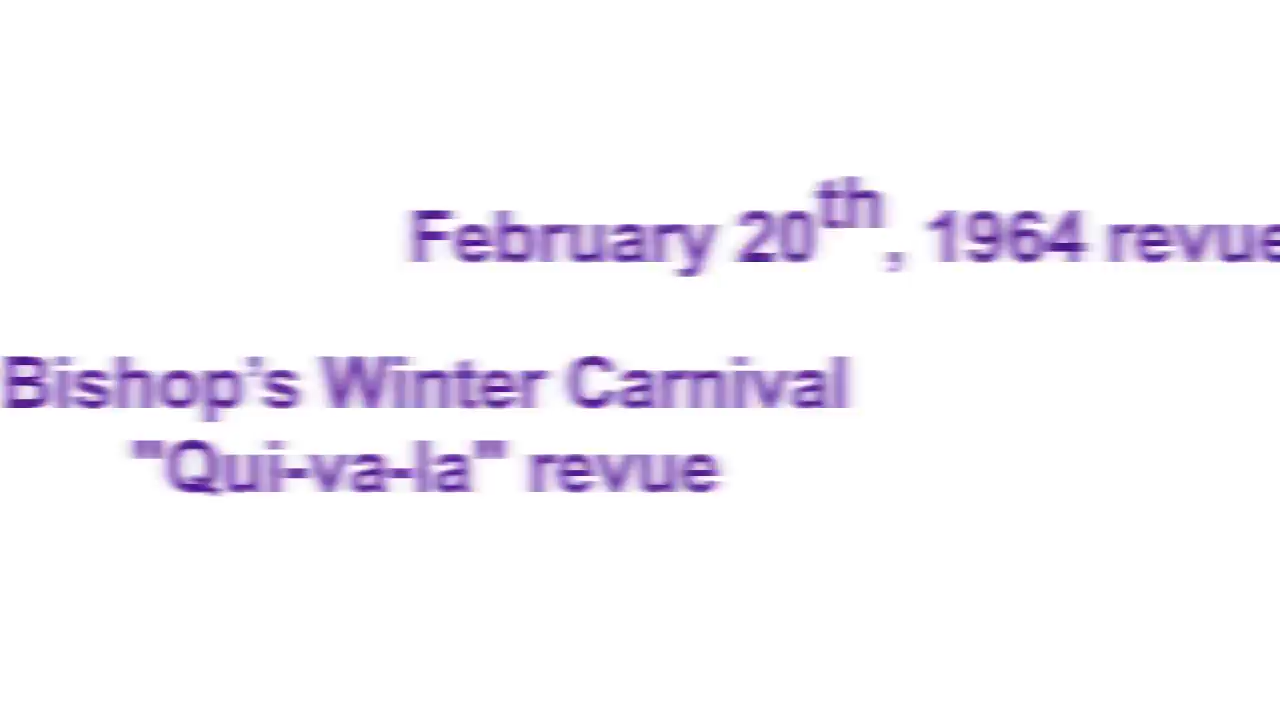 February 20th, 1964 revue
Bishop's Winter Carnival
"Qui-va-la" revue